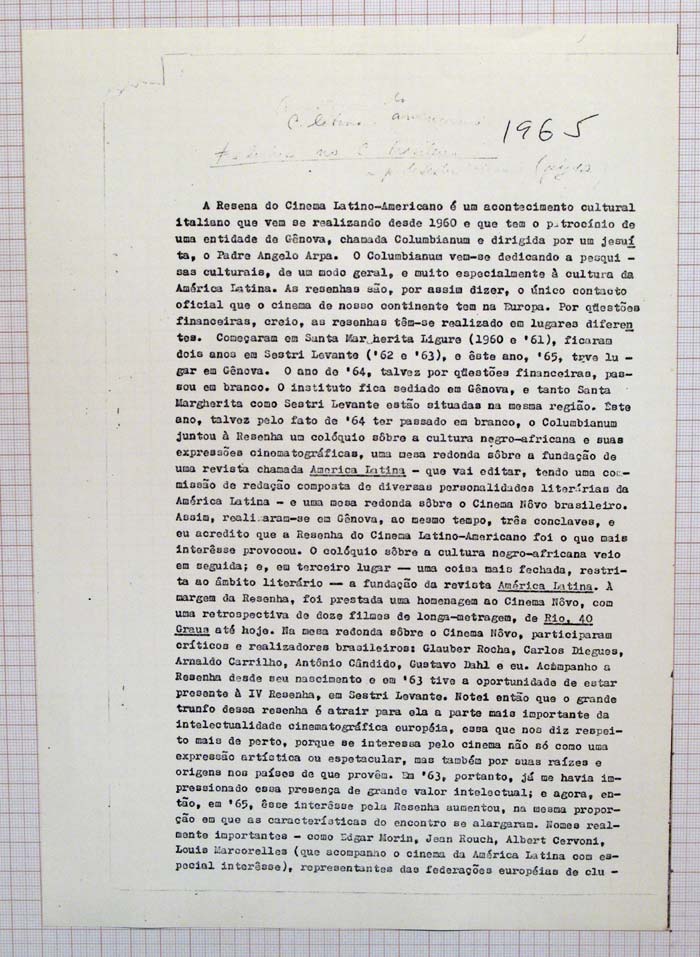 1965
A Resena do Cinema Latino-Americano é um acontecimento cultural
italiano que vem se realizando desde 1960 e que tem o patrocínio de
uma entidade de Gênova, chamada Columbianum e dirigida por um jesuí
ta, o Padre Angelo Arpa. O Columbianum vem-se dedicando a pesqui -
sas culturais, de um modo geral, e muito especialmente à cultura da
América Latina. As resenhas são, por assim dizer, o único contacto
oficial que o cinema de nosso continente tem na Europa. Por qüestões
financeiras, creio, as resenhas têm-se realizado em lugares diferen
tes. Começaram em Santa Margherita Ligure (1960 e '61), ficaram
dois anos em Sestri Levante ('62 e '63), e êste ano, '65, teve lu -
gar em Gênova. O ano de '64, talvez por qüestões financeiras, pas-
sou em branco. O instituto fica sediado em Gênova, e tanto Santa
Margherita como Sestri Levante estão situadas na mesma região. Êste
ano, talvez pelo fato de '64 ter passado em branco, o Columbianum
juntou à Resenha um colóquio sôbre a cultura negro-africana e suas
expressões cinematográficas, uma mesa redonda sôbre a fundação de
uma revista chamada America Latina - que vai editar, tendo uma co-
missão de redação composta de diversas personalidades literárias da
América Latina - e uma mesa redonda sôbre o Cinema Nôvo brasileiro.
Assim, realizaram-se em Gênova, ao mesmo tempo, três conclaves, e
eu acredito que a Resenha do Cinema Latino-Americano foi o que mais
interêsse provocou. O colóquio sôbre a cultura negro-africana veio
em seguida; e, em terceiro lugar — uma coisa mais fechada, restri-
ta ao âmbito literário — a fundação da revista América Latina. À
margem da Resenha, foi prestada uma homenagem ao Cinema Nôvo, com
uma retrospectiva de doze filmes de longa-metragem, de Rio, 40
Graus até hoje. Na mesa redonda sôbre o Cinema Nôvo, participaram
críticos e realizadores brasileiros: Glauber Rocha, Carlos Diegues,
Arnaldo Carrilho, Antônio Cândido, Gustavo Dahl e eu. Acompanho a
Resenha desde seu nascimento e em '63 tive a oportunidade de estar
presente à IV Resenha, em Sestri Levante. Notei então que o grande
trunfo dessa resenha é atrair para ela a parte mais importante da
intelectualidade cinematográfica européia, essa que nos diz respei-
to mais de perto, porque se interessa pelo cinema não só como uma
expressão artística ou espetacular, mas também por suas raízes e
origens nos países de que provêm. Em '63, portanto, já me havia im-
pressionado essa presença de grande valor intelectual; e agora, en-
tão, em '65, êsse interêsse pela Resenha aumentou, na mesma propor-
ção em que as características do encontro se alargaram. Nomes real-
mente importantes - como Edgar Morin, Jean Rouch, Albert Cervoni,
Louis Marcorelles (que acompanho o cinema da América Latina com es-
pecial interêsse), representantes das federações européias de clu -